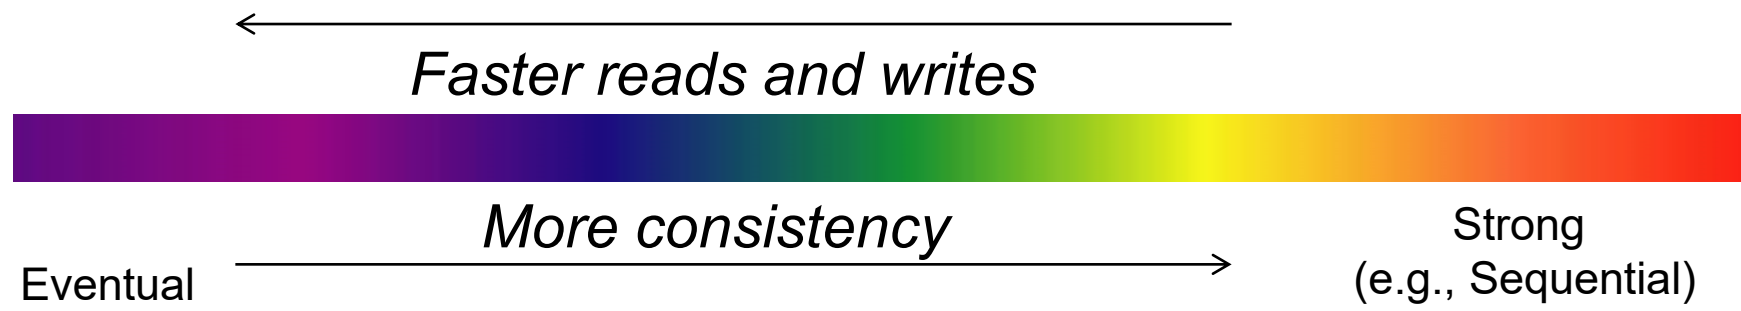 Faster reads and writes
More consistency
Eventual
Strong
(e.g., Sequential)